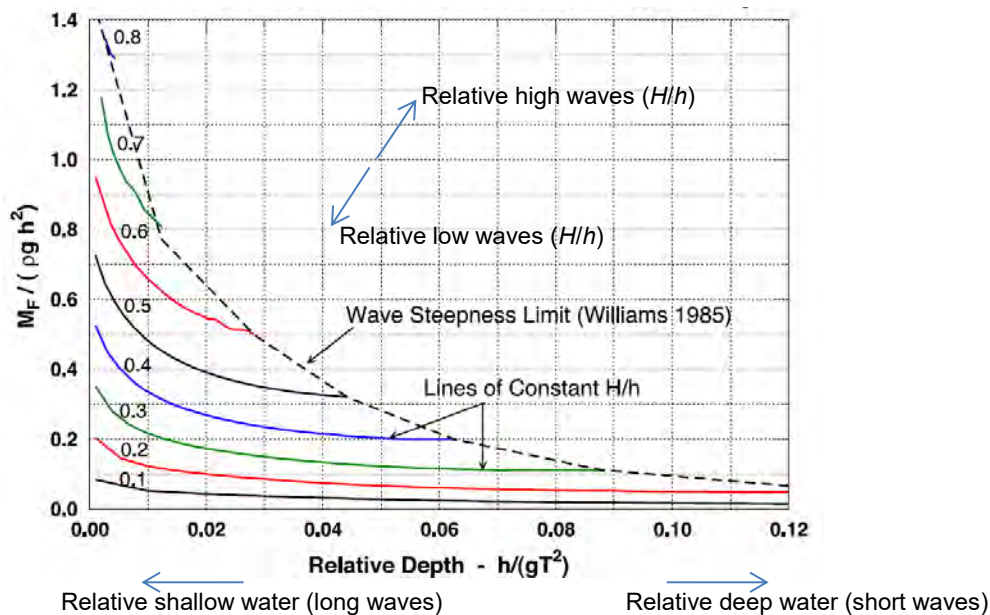 1.4
0.8
1.2
Relative high waves (H/h)
0.7
1.0
0.8
0.6
Relative low waves (H/h)
M_F / ( ρg h²)
0.6
0.5
Wave Steepness Limit (Williams 1985)
0.4
0.4
Lines of Constant H/h
0.3
0.2
0.2
0.1
0.0
0.00 0.02 0.04 0.06 0.08 0.10 0.12
Relative Depth - h/(gT²)
Relative shallow water (long waves) Relative deep water (short waves)